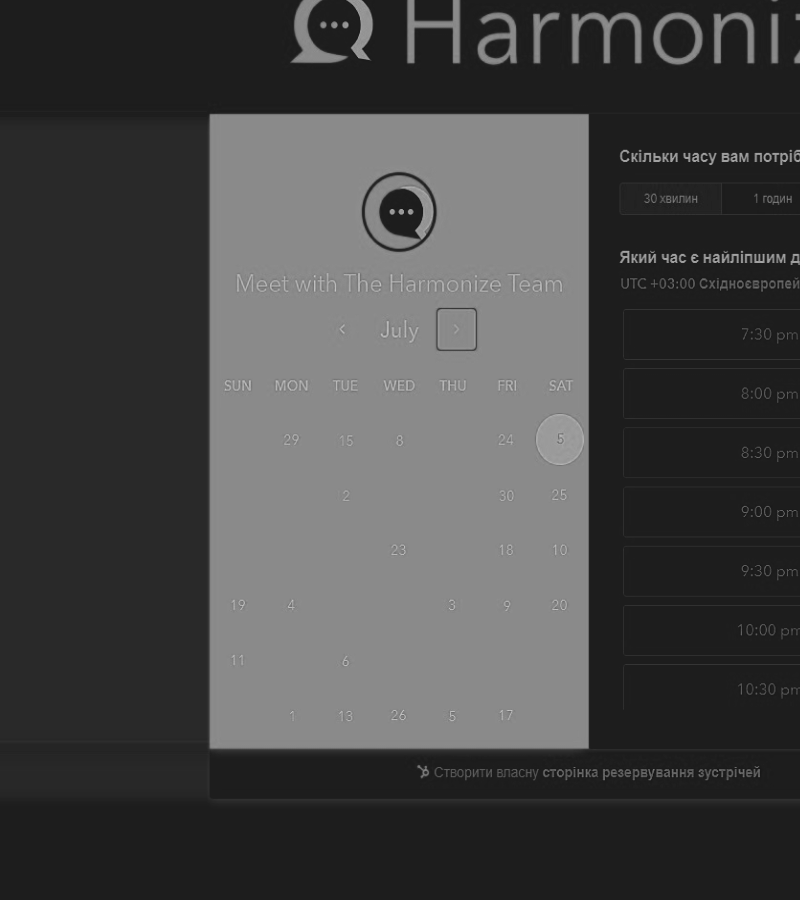 Harmoniz
Meet with The Harmonize Team
July
SUN MON TUE WED THU FRI SAT
29 15 8 24 5
2 30 25
23 18 10
19 4 3 9 20
11 6
1 13 26 5 17
Скільки часу вам потріб
30 хвилин 1 годин
Який час є найліпшим д
UTC +03:00 Східноєвропей
7:30 pm
8:00 pm
8:30 pm
9:00 pm
9:30 pm
10:00 pm
10:30 pm
Створити власну сторінка резервування зустрічей